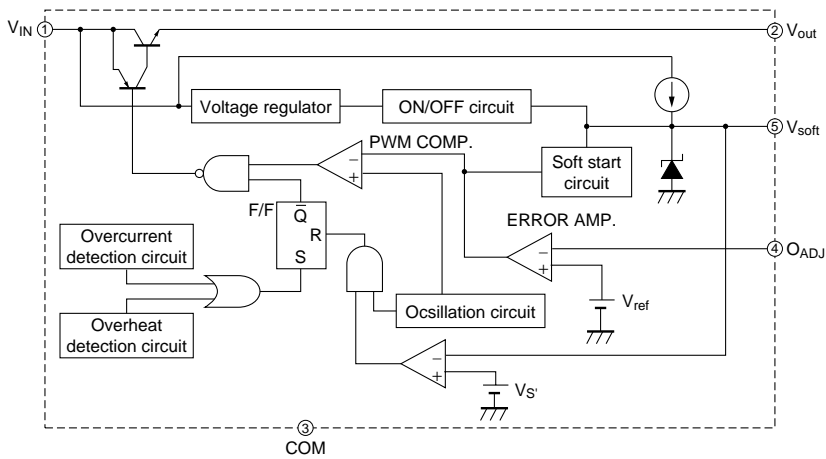 VIN 1
2 Vout
Voltage regulator
ON/OFF circuit
5 Vsoft
PWM COMP.
−
+
Soft start
circuit
F/F
Q̅
R
S
ERROR AMP.
−
+
4 OADJ
Overcurrent
detection circuit
Vref
Ocsillation circuit
Overheat
detection circuit
−
+
VS'
3
COM